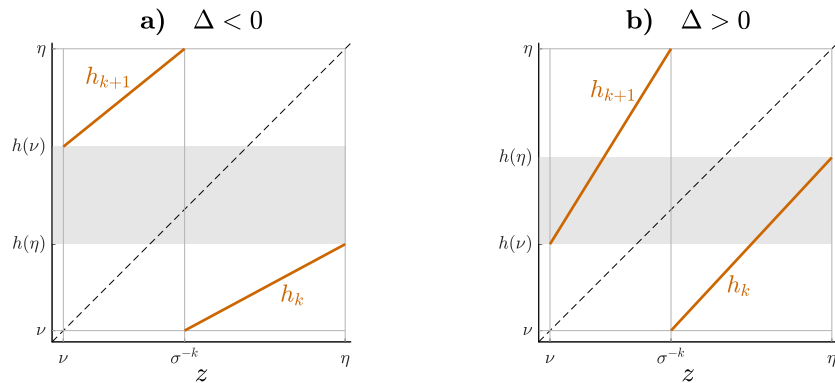 a) Δ < 0
η
h_{k+1}
h(ν)
h(η)
h_k
ν
ν σ^{-k} η
z
b) Δ > 0
η
h_{k+1}
h(η)
h(ν)
h_k
ν
ν σ^{-k} η
z